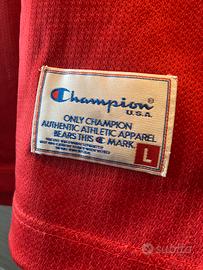 Champion
U.S.A.
ONLY CHAMPION
AUTHENTIC ATHLETIC APPAREL
BEARS THIS C MARK.
L
subito